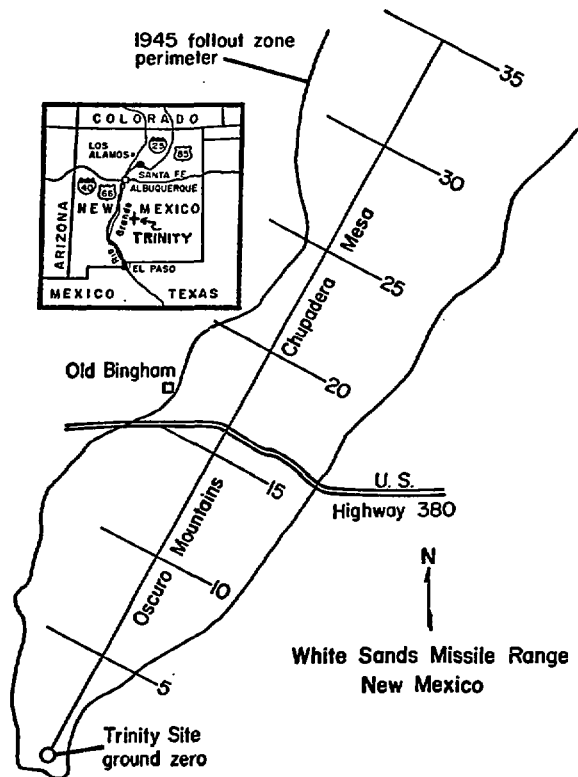 1945 follout zone
perimeter
35
COLORADO
LOS ALAMOS
25
85
SANTA FE
40
66
ALBUQUERQUE
NEW MEXICO
ARIZONA
Rio Grande
TRINITY
EL PASO
MEXICO
TEXAS
30
Chupadera Mesa
25
Old Bingham
20
U. S.
Highway 380
15
Oscuro Mountains
10
N
White Sands Missile Range
New Mexico
5
Trinity Site
ground zero